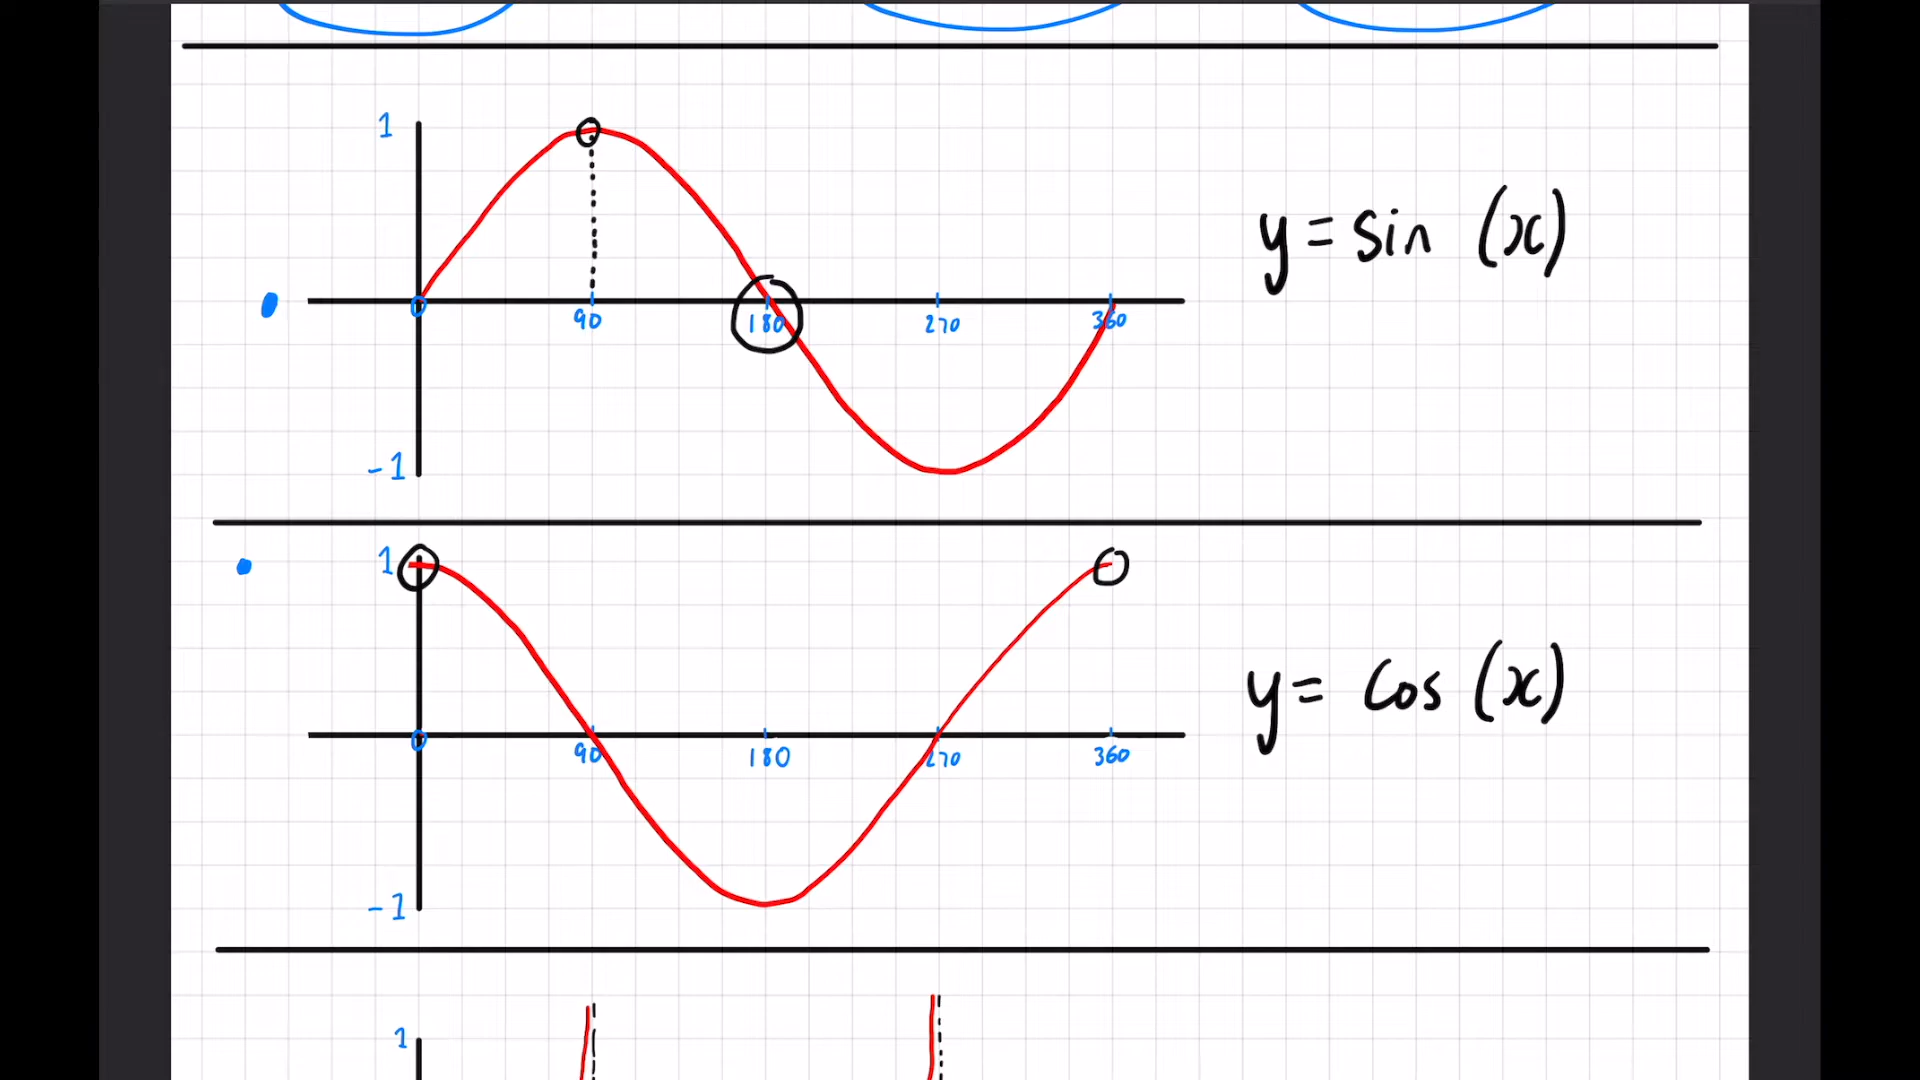 1
y = sin (x)
0 90 180 270 360
-1
1
y = cos (x)
0 90 180 270 360
-1
1